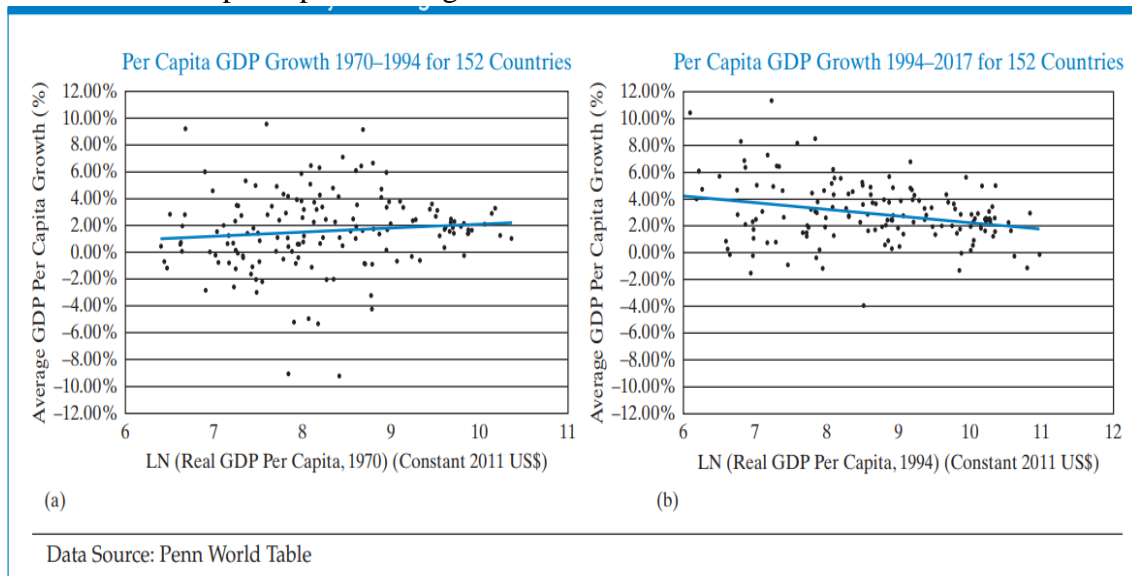 Per Capita GDP Growth 1970–1994 for 152 Countries
Average GDP Per Capita Growth (%)
12.00%
10.00%
8.00%
6.00%
4.00%
2.00%
0.00%
–2.00%
–4.00%
–6.00%
–8.00%
–10.00%
–12.00%
6 7 8 9 10 11
LN (Real GDP Per Capita, 1970) (Constant 2011 US$)
(a)
Per Capita GDP Growth 1994–2017 for 152 Countries
Average GDP Per Capita Growth (%)
12.00%
10.00%
8.00%
6.00%
4.00%
2.00%
0.00%
–2.00%
–4.00%
–6.00%
–8.00%
–10.00%
–12.00%
6 7 8 9 10 11 12
LN (Real GDP Per Capita, 1994) (Constant 2011 US$)
(b)
Data Source: Penn World Table